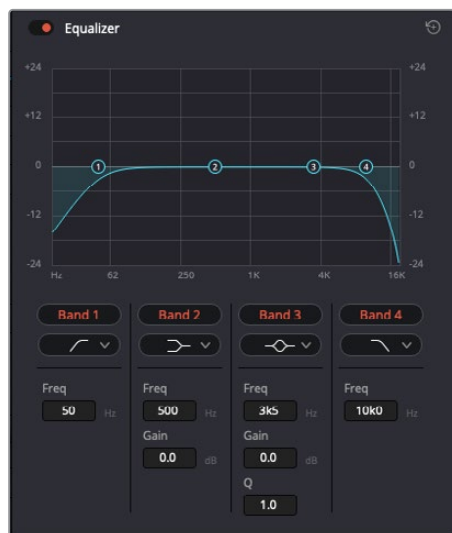 Equalizer
+24 +24
+12 +12
1 2 3 4
0 0
-12 -12
-24 -24
Hz 62 250 1K 4K 16K
Band 1 Band 2 Band 3 Band 4
Freq Freq Freq Freq
50 Hz 500 Hz 3k5 Hz 10k0 Hz
Gain Gain
0.0 dB 0.0 dB
Q
1.0